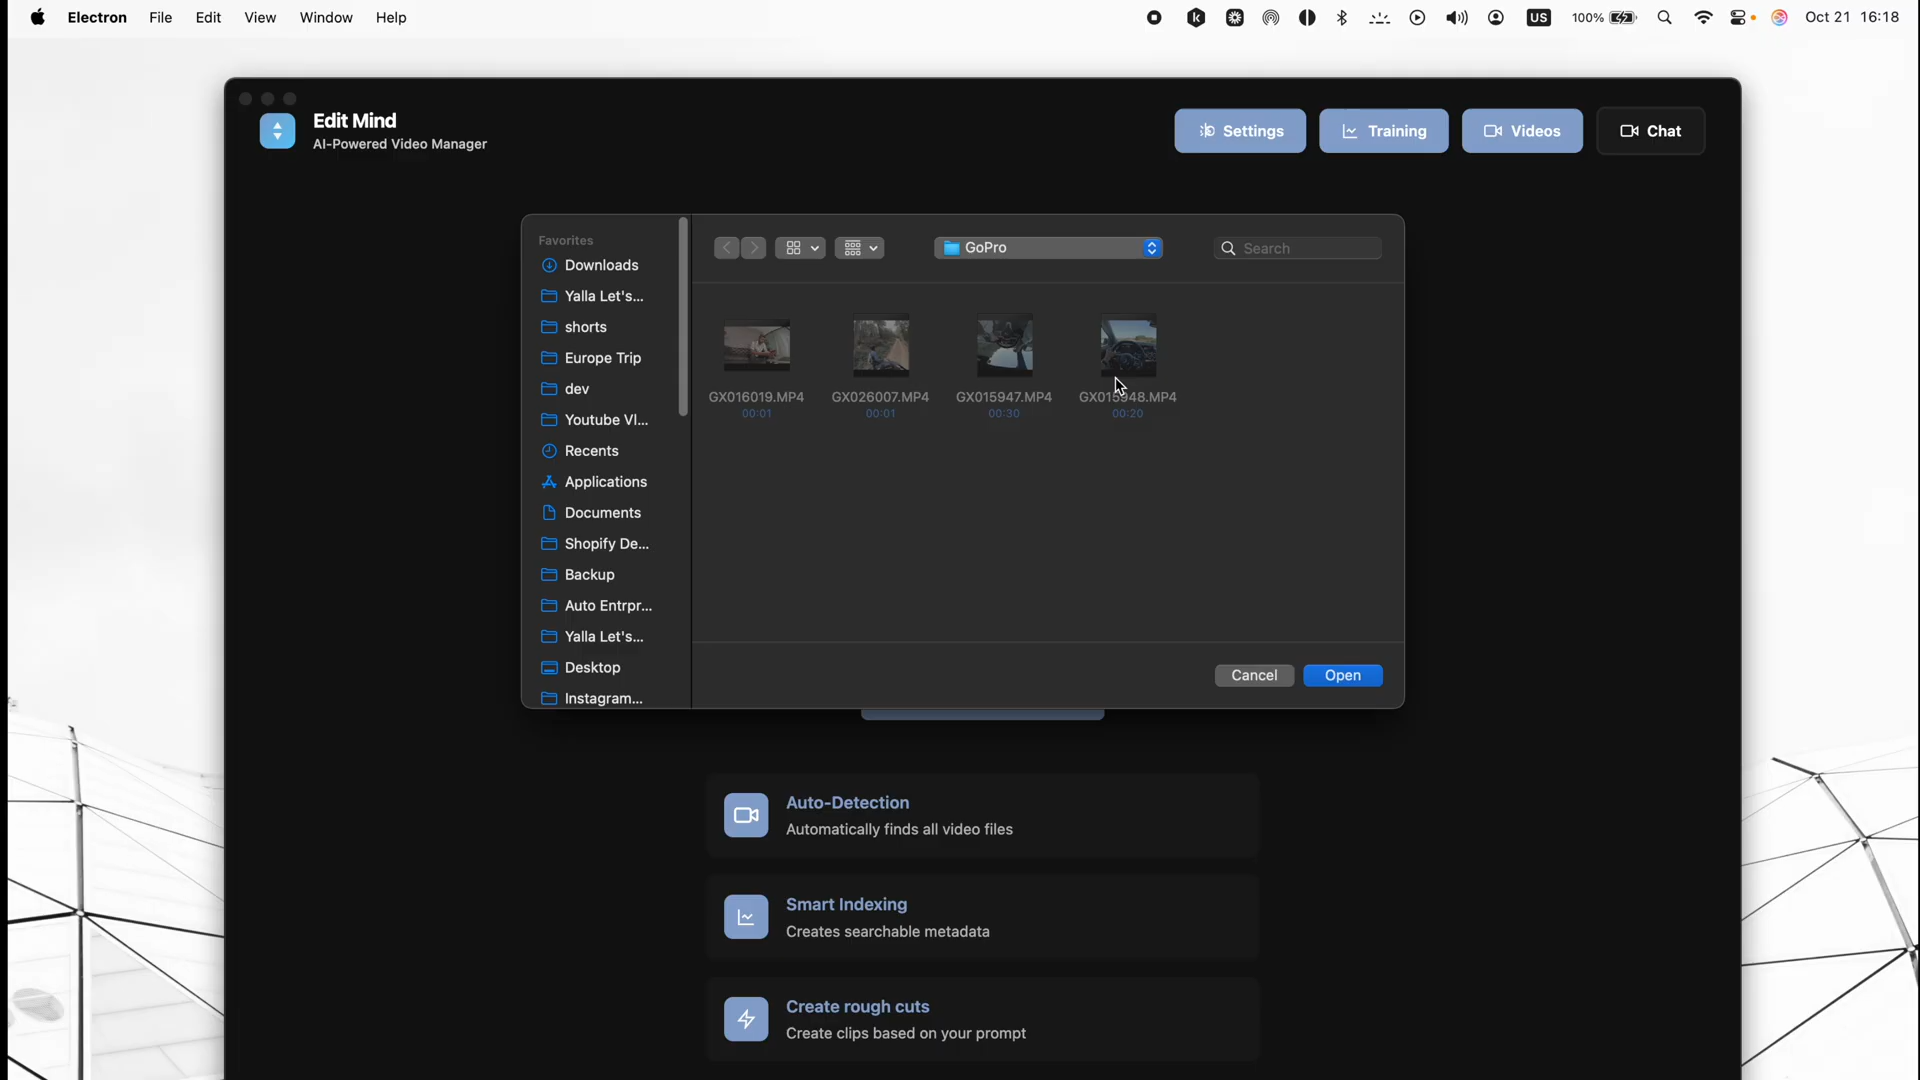 Electron File Edit View Window Help
US 100% Oct 21 16:18
Edit Mind
AI-Powered Video Manager
Settings Training Videos Chat
Favorites
Downloads
Yalla Let's...
shorts
Europe Trip
dev
Youtube Vl...
Recents
Applications
Documents
Shopify De...
Backup
Auto Entrpr...
Yalla Let's...
Desktop
Instagram...
GoPro
Search
GX016019.MP4 GX026007.MP4 GX015947.MP4 GX015948.MP4
00:01 00:01 00:30 00:20
Cancel Open
Auto-Detection
Automatically finds all video files
Smart Indexing
Creates searchable metadata
Create rough cuts
Create clips based on your prompt